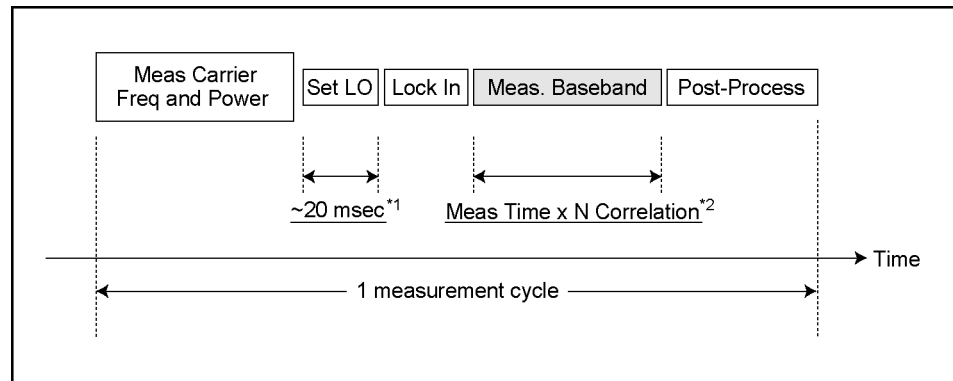 Meas Carrier
Freq and Power
Set LO
Lock In
Meas. Baseband
Post-Process
~20 msec*1
Meas Time x N Correlation*2
Time
1 measurement cycle